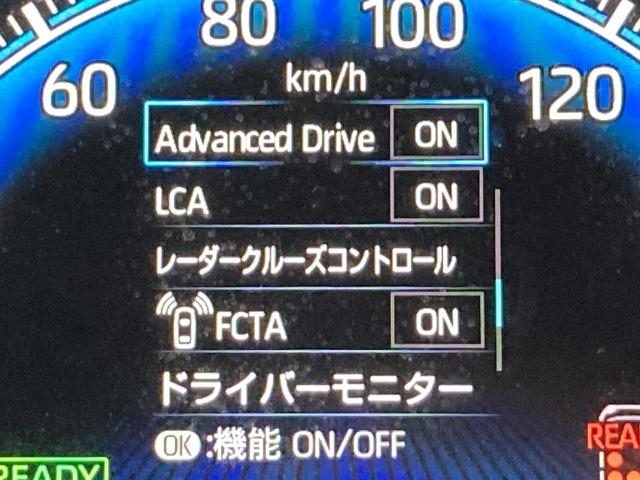 80 100
60 km/h 120
Advanced Drive ON
LCA ON
レーダークルーズコントロール
FCTA ON
ドライバーモニター
OK :機能 ON/OFF
READY REA